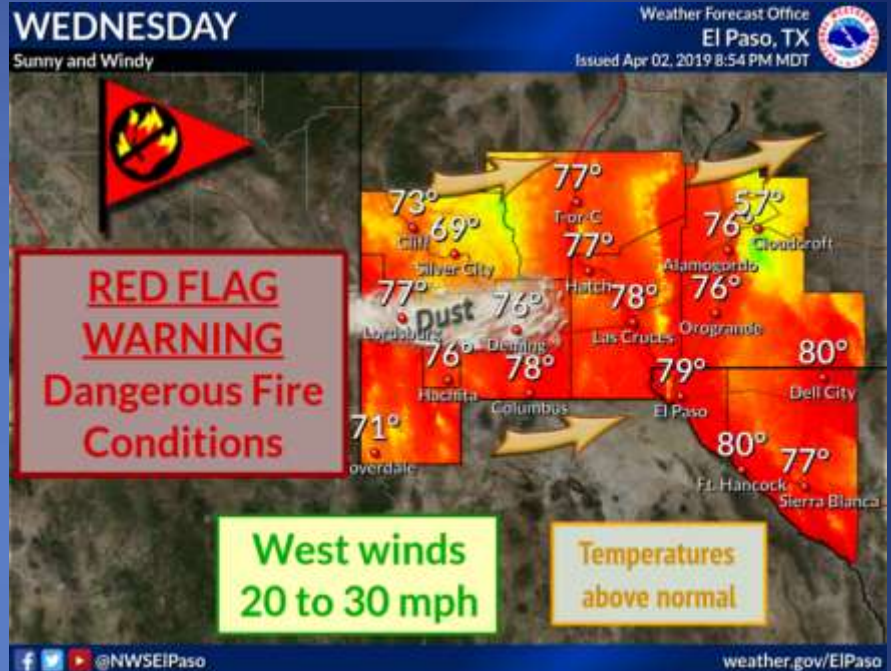 WEDNESDAY
Sunny and Windy
Weather Forecast Office
El Paso, TX
Issued Apr 02, 2019 8:54 PM MDT
RED FLAG
WARNING
Dangerous Fire
Conditions
73°
Cliff
69°
Silver City
77°
T-or-C
57°
Cloudcroft
76°
Alamogordo
77°
Hatch
77°
Lordsburg
Dust
76°
Deming
78°
Las Cruces
76°
Orogrande
76°
Hachita
78°
Columbus
79°
El Paso
80°
Dell City
71°
overdale
80°
Ft. Hancock
77°
Sierra Blanca
West winds
20 to 30 mph
Temperatures
above normal
@NWSElPaso
weather.gov/ElPaso